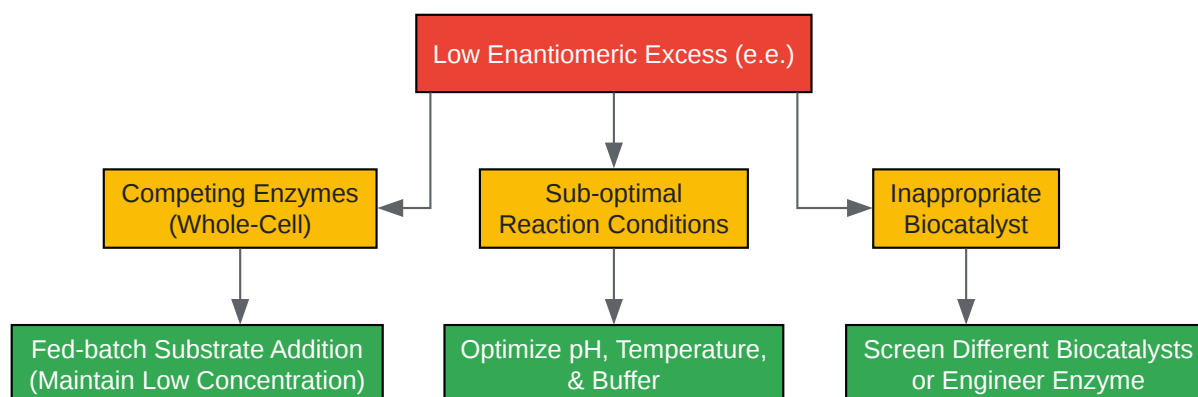 Low Enantiomeric Excess (e.e.)
Competing Enzymes
(Whole-Cell)
Sub-optimal
Reaction Conditions
Inappropriate
Biocatalyst
Fed-batch Substrate Addition
(Maintain Low Concentration)
Optimize pH, Temperature,
& Buffer
Screen Different Biocatalysts
or Engineer Enzyme